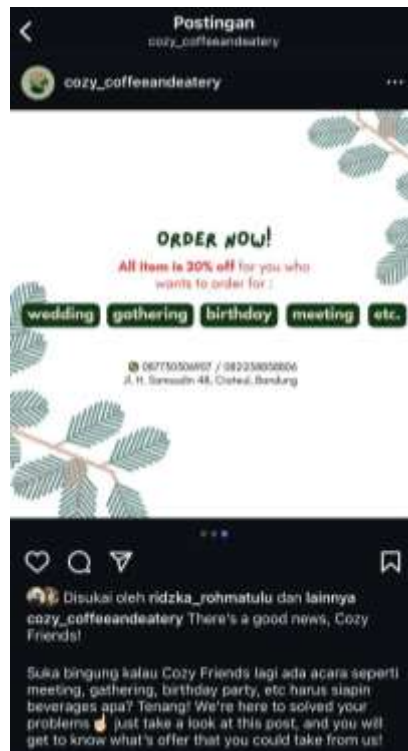 Postingan
cozy_coffeeandeatery
cozy_coffeeandeatery
ORDER NOW!
All item is 20% off for you who
wants to order for :
wedding gathering birthday meeting etc.
Bandung
Disukai oleh ridzka_rohmatulu dan lainnya
cozy_coffeeandeatery There's a good news, Cozy
Friends!
Suka bingung kalau Cozy Friends lagi ada acara seperti
meeting, gathering, birthday party, etc harus siapin
beverages apa? Tenang! We're here to solved your
problems☝🏻 just take a look at this post, and you will
get to know what's offer that you could take from us!